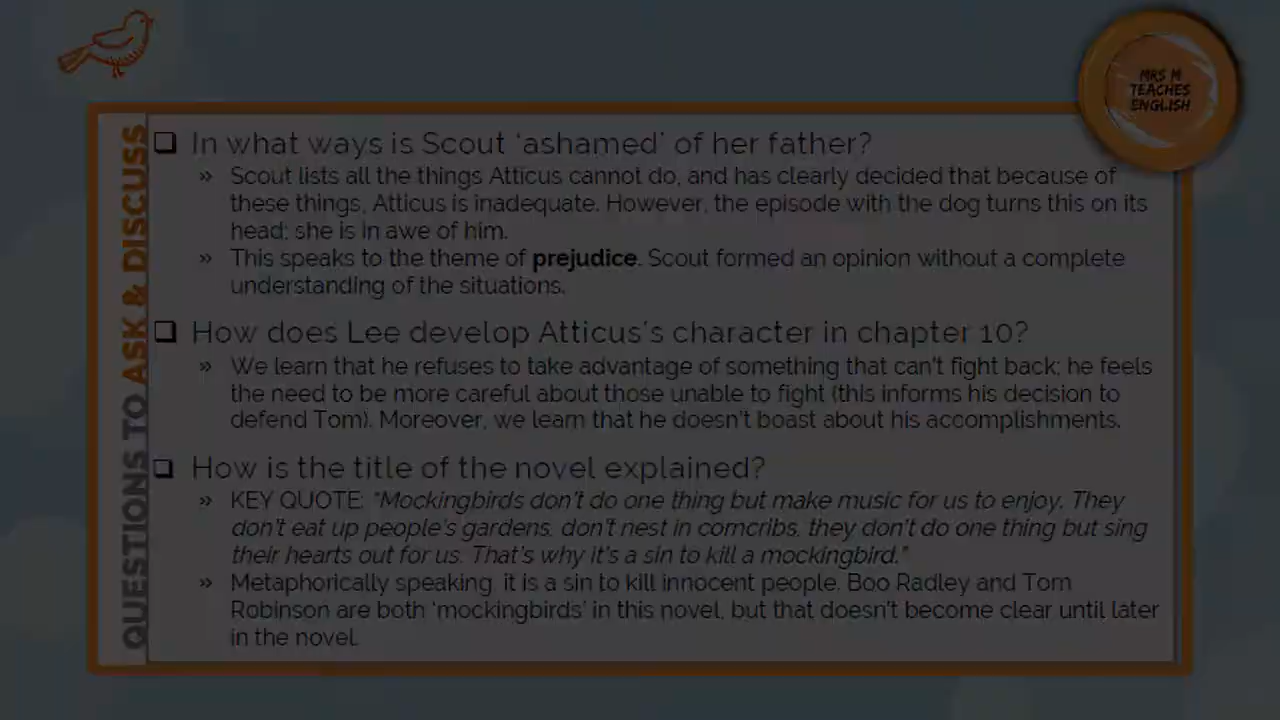 MRS M
TEACHES
ENGLISH
QUESTIONS TO ASK & DISCUSS
In what ways is Scout ‘ashamed’ of her father?
» Scout lists all the things Atticus cannot do, and has clearly decided that because of
these things, Atticus is inadequate. However, the episode with the dog turns this on its
head; she is in awe of him.
» This speaks to the theme of prejudice. Scout formed an opinion without a complete
understanding of the situations.
How does Lee develop Atticus’s character in chapter 10?
» We learn that he refuses to take advantage of something that can’t fight back; he feels
the need to be more careful about those unable to fight (this informs his decision to
defend Tom). Moreover, we learn that he doesn’t boast about his accomplishments.
How is the title of the novel explained?
» KEY QUOTE: “Mockingbirds don’t do one thing but make music for us to enjoy. They
don’t eat up people’s gardens, don’t nest in corncribs, they don’t do one thing but sing
their hearts out for us. That’s why it’s a sin to kill a mockingbird.”
» Metaphorically speaking, it is a sin to kill innocent people. Boo Radley and Tom
Robinson are both ‘mockingbirds’ in this novel, but that doesn’t become clear until later
in the novel.